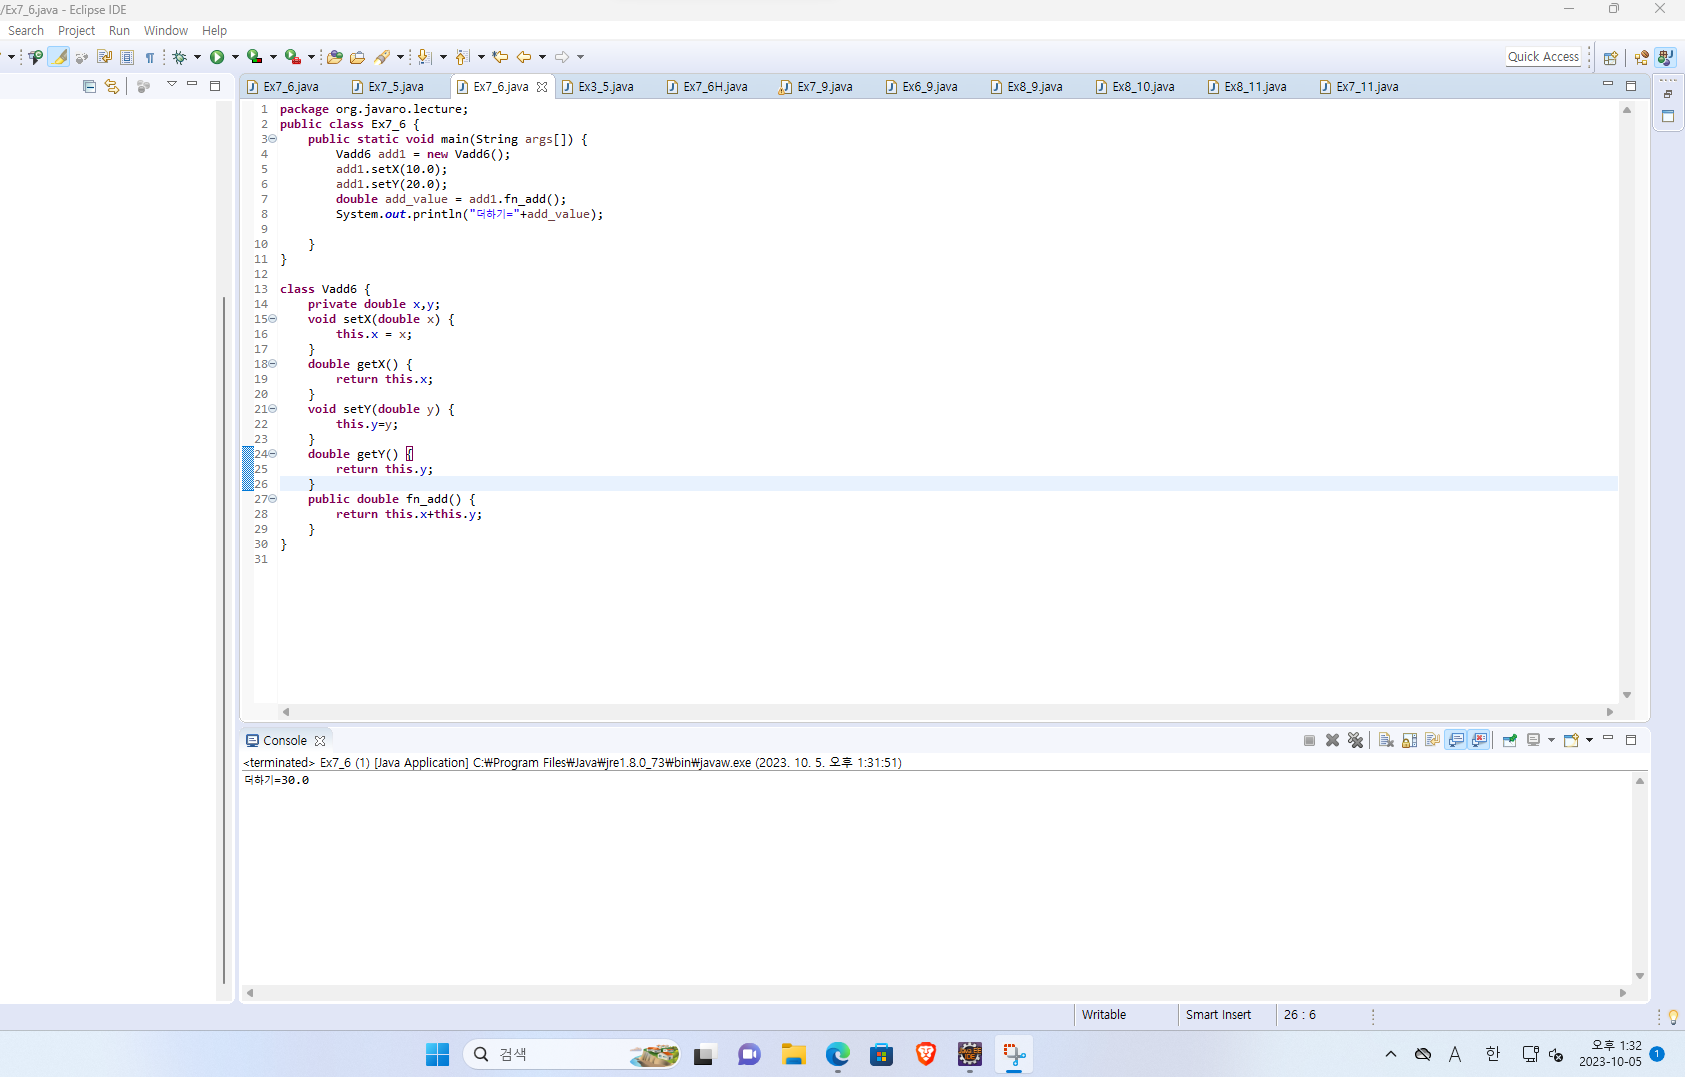 /Ex7_6.java - Eclipse IDE
Search Project Run Window Help
Quick Access
Ex7_6.java Ex7_5.java Ex7_6.java Ex3_5.java Ex7_6H.java Ex7_9.java Ex6_9.java Ex8_9.java Ex8_10.java Ex8_11.java Ex7_11.java
1 package org.javaro.lecture;
2 public class Ex7_6 {
3 public static void main(String args[]) {
4 Vadd6 add1 = new Vadd6();
5 add1.setX(10.0);
6 add1.setY(20.0);
7 double add_value = add1.fn_add();
8 System.out.println("더하기="+add_value);
9
10 }
11 }
12
13 class Vadd6 {
14 private double x,y;
15 void setX(double x) {
16 this.x = x;
17 }
18 double getX() {
19 return this.x;
20 }
21 void setY(double y) {
22 this.y=y;
23 }
24 double getY() {
25 return this.y;
26 }
27 public double fn_add() {
28 return this.x+this.y;
29 }
30 }
31
Console
<terminated> Ex7_6 (1) [Java Application] C:₩Program Files₩Java₩jre1.8.0_73₩bin₩javaw.exe (2023. 10. 5. 오후 1:31:51)
더하기=30.0
Writable Smart Insert 26 : 6
검색
A 한 오후 1:32
2023-10-05 1